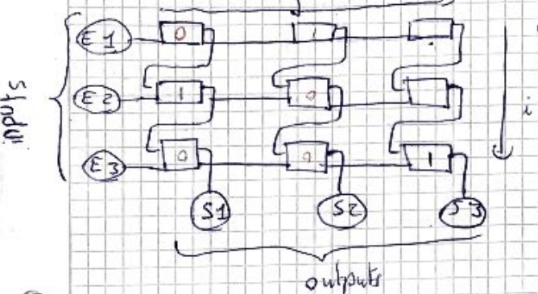 E1 0 1
E2 1 0
E3 0 0 1
S1 S2 S3
inputs
outputs
i